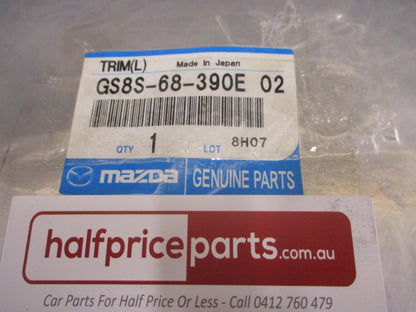 TRIM(L) Made In Japan
GS8S-68-390E 02
QTY 1 LOT 8H07
mazda GENUINE PARTS
halfpriceparts.com.au
Car Parts For Half Price Or Less - Call 0412 760 479